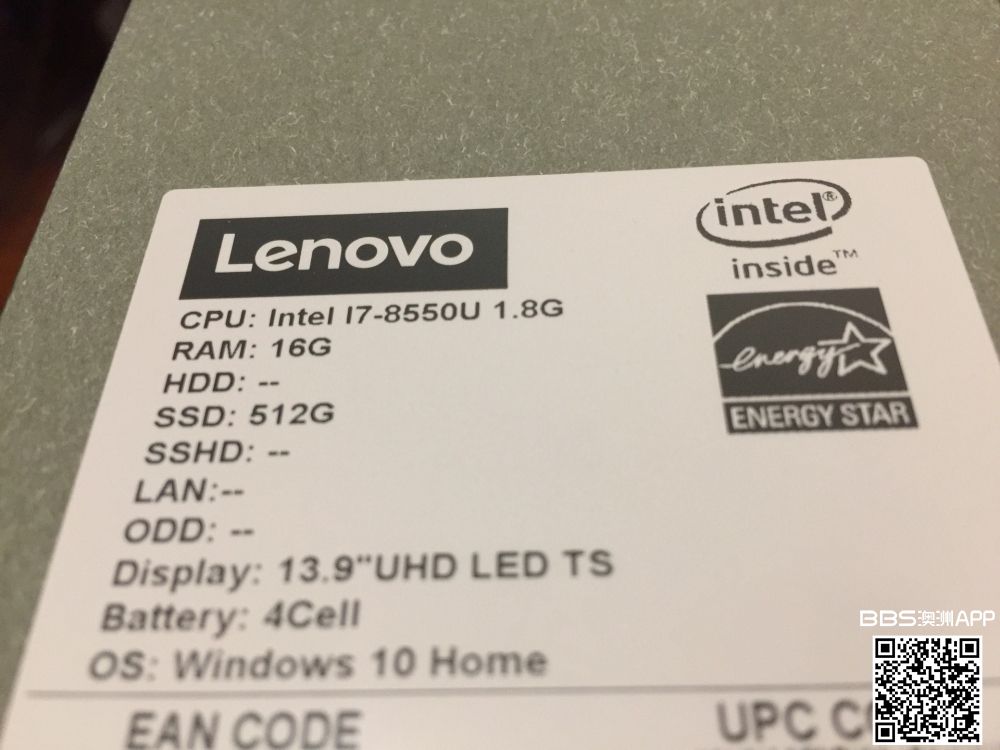 Lenovo
intel®
inside™
CPU: Intel I7-8550U 1.8G
RAM: 16G
HDD: --
SSD: 512G
SSHD: --
LAN:--
ODD: --
Display: 13.9"UHD LED TS
Battery: 4Cell
OS: Windows 10 Home
energy
ENERGY STAR
BBS澳洲APP
EAN CODE
UPC